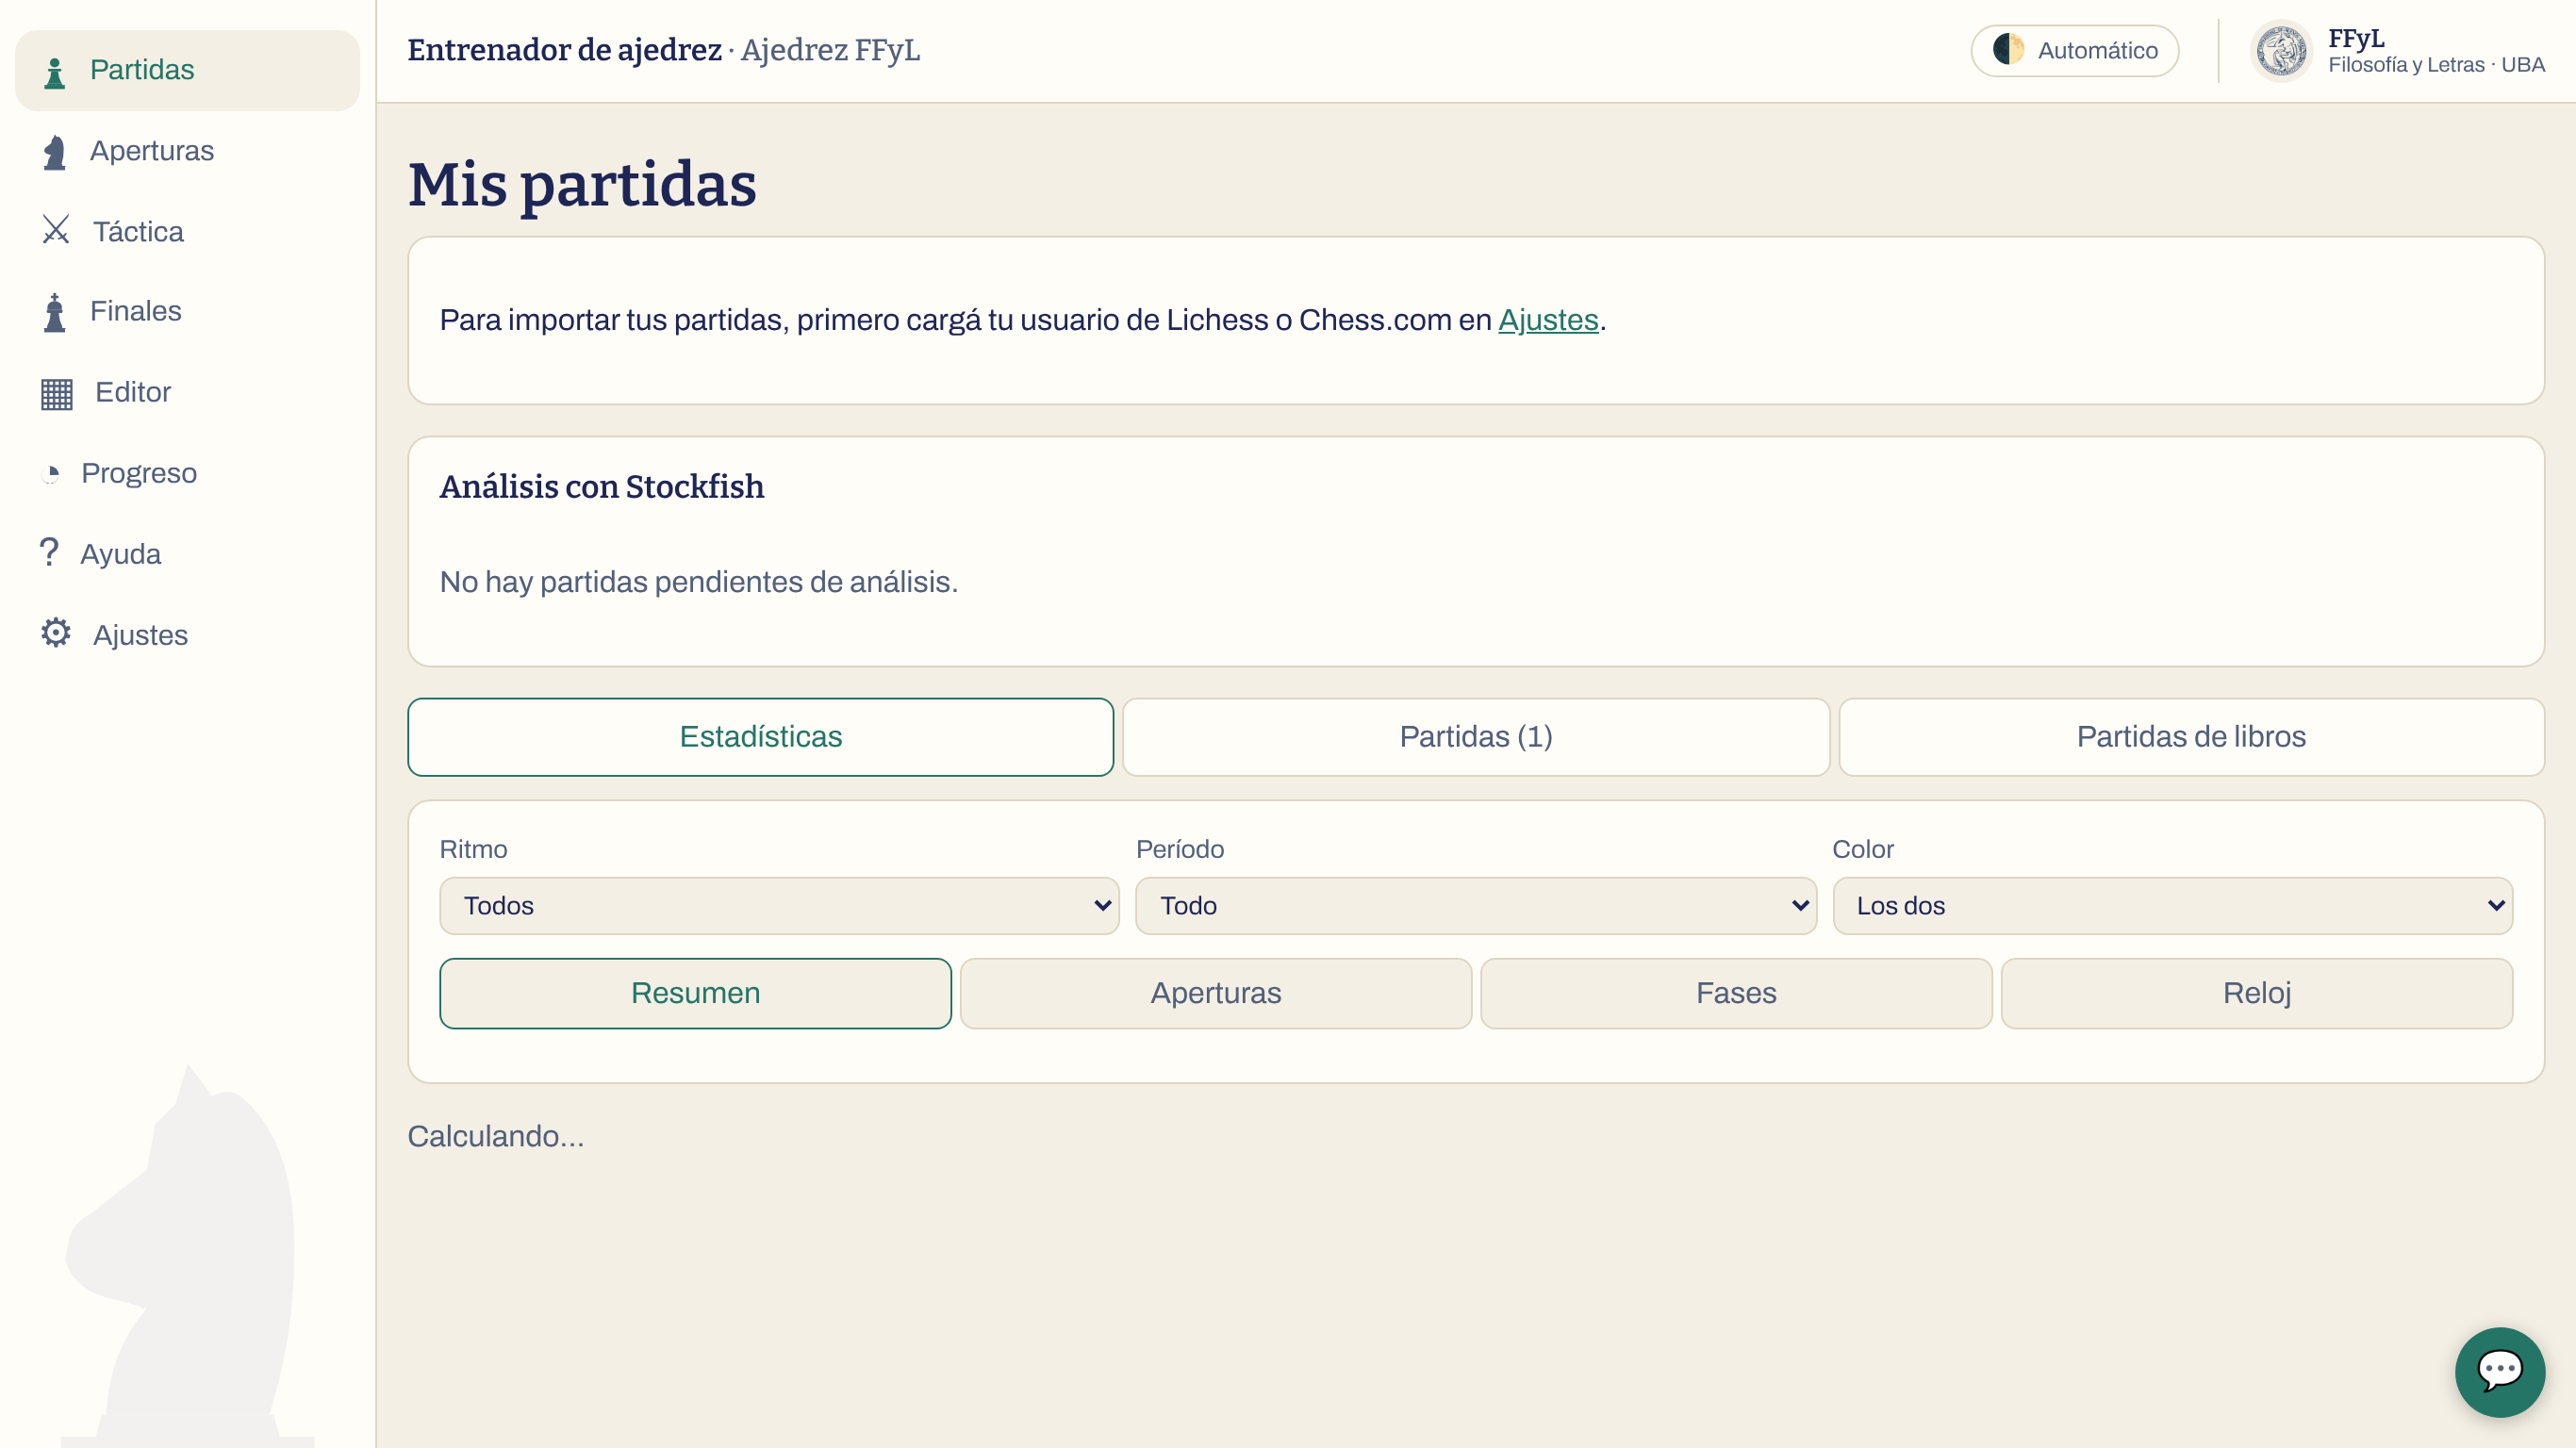 Partidas
Aperturas
Táctica
Finales
Editor
Progreso
? Ayuda
Ajustes
Entrenador de ajedrez · Ajedrez FFyL
Automático
FFyL
Filosofía y Letras · UBA
Mis partidas
Para importar tus partidas, primero cargá tu usuario de Lichess o Chess.com en Ajustes.
Análisis con Stockfish
No hay partidas pendientes de análisis.
Estadísticas
Partidas (1)
Partidas de libros
Ritmo
Período
Color
Todos
Todo
Los dos
Resumen
Aperturas
Fases
Reloj
Calculando...